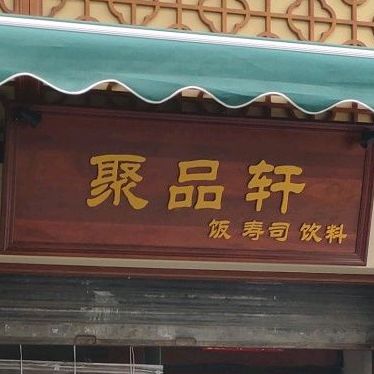 聚品轩
饭 寿司 饮料